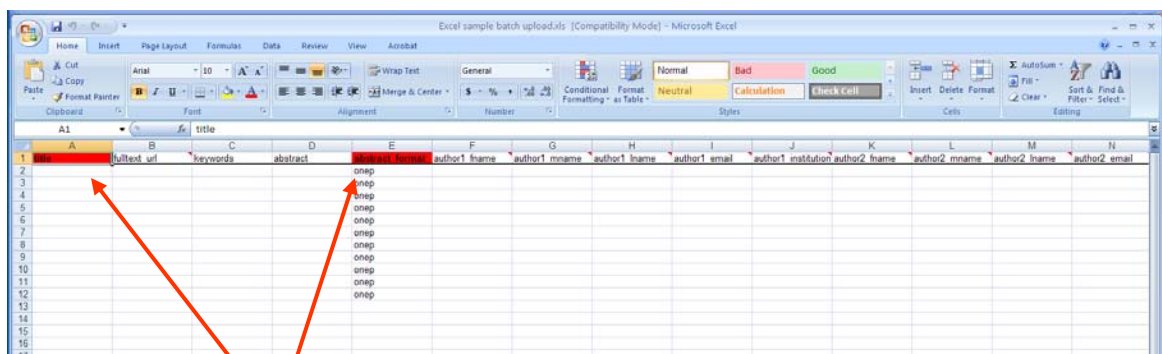 Excel sample batch upload.xls [Compatibility Mode] - Microsoft Excel
Home Insert Page Layout Formulas Data Review View Acrobat
Cut Arial 10 A A Wrap Text General Normal Bad Good AutoSum
Copy Fill
Paste Format Painter B I U A Merge & Center $ % , Conditional Formatting Format as Table Neutral Calculation Check Cell Insert Delete Format Clear Sort & Filter Find & Select
Clipboard Font Alignment Number Styles Cells Editing
A1 fx title
A B C D E F G H I J K L M N
1 title fulltext_url keywords abstract abstract_format author1_fname author1_mname author1_lname author1_email author1_institution author2_fname author2_mname author2_lname author2_email
2 onep
3 onep
4 onep
5 onep
6 onep
7 onep
8 onep
9 onep
10 onep
11 onep
12 onep
13
14
15
16